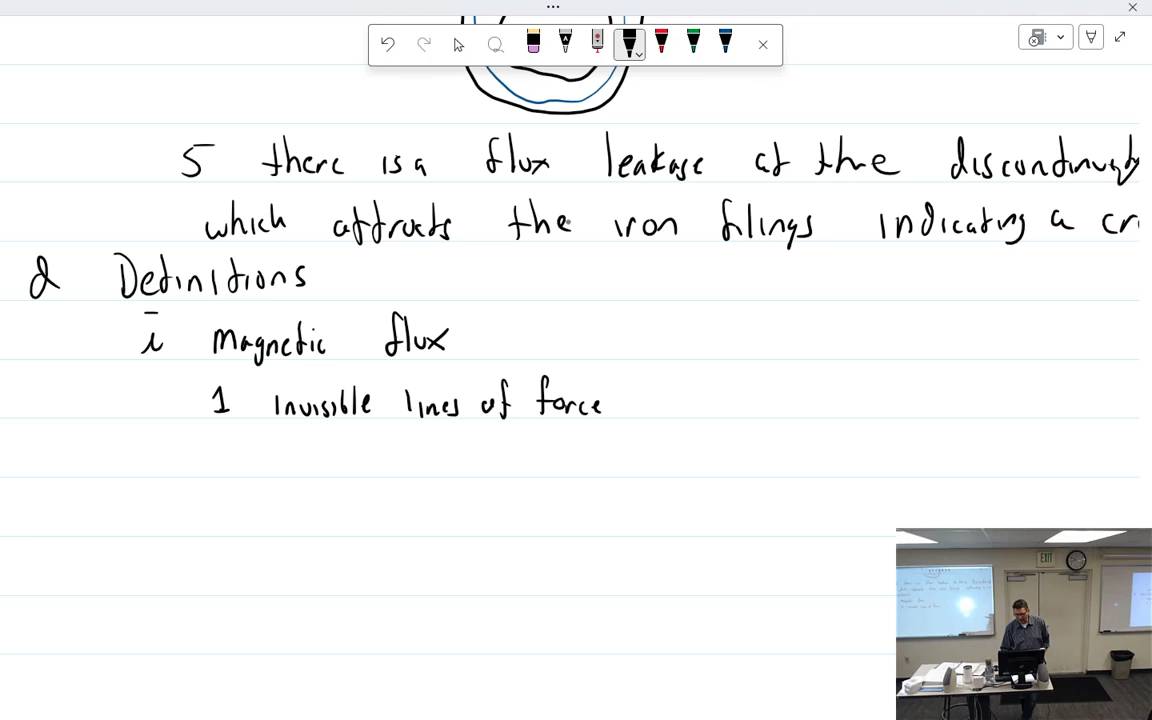 5 there is a flux leakage at the discontinuity
which attracts the iron filings indicating a cr
d Definitions
i magnetic flux
1 Invisible lines of force
EXIT